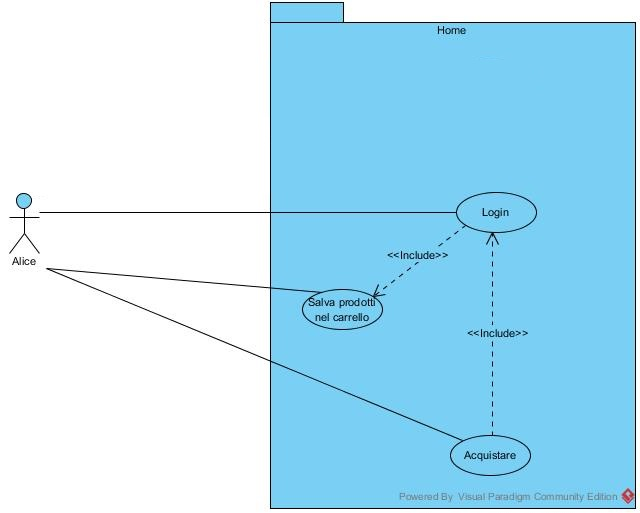 Home
Login
Alice
<<Include>>
Salva prodotti
nel carrello
<<Include>>
Acquistare
Powered By Visual Paradigm Community Edition